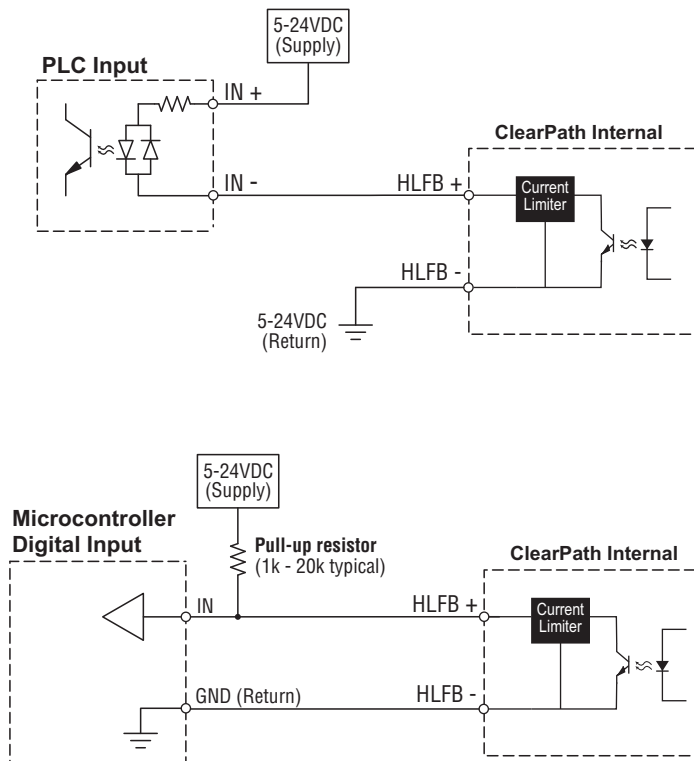 5-24VDC
(Supply)
PLC Input
IN +
ClearPath Internal
IN -
HLFB +
Current
Limiter
HLFB -
5-24VDC
(Return)
5-24VDC
(Supply)
Microcontroller
Digital Input
Pull-up resistor
(1k - 20k typical)
ClearPath Internal
IN
HLFB +
Current
Limiter
GND (Return)
HLFB -